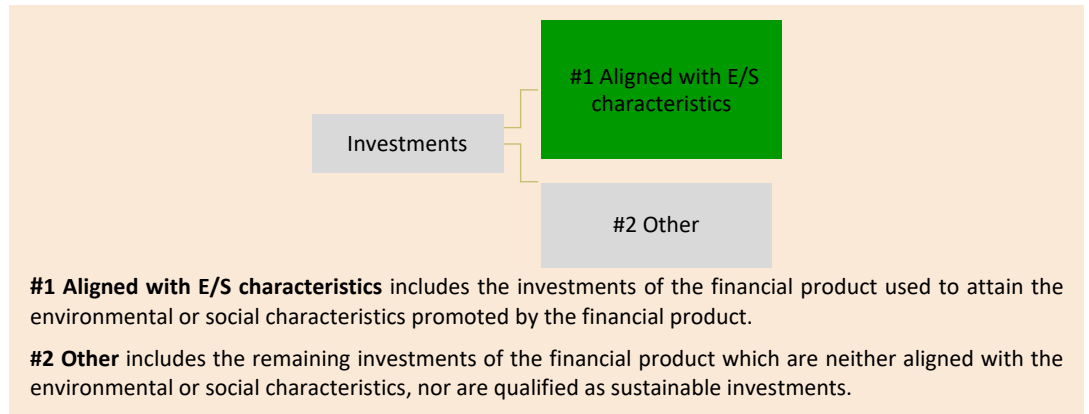 #1 Aligned with E/S
characteristics
Investments
#2 Other
#1 Aligned with E/S characteristics includes the investments of the financial product used to attain the
environmental or social characteristics promoted by the financial product.
#2 Other includes the remaining investments of the financial product which are neither aligned with the
environmental or social characteristics, nor are qualified as sustainable investments.